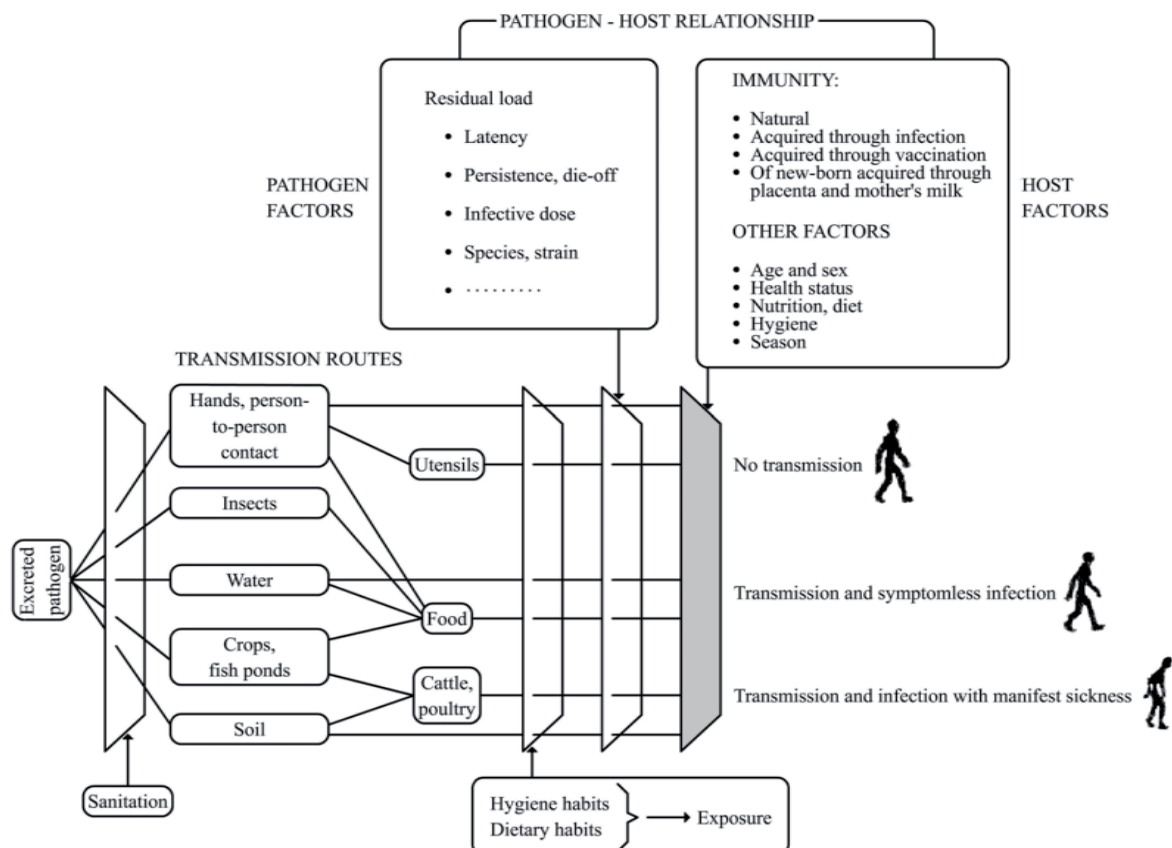 PATHOGEN - HOST RELATIONSHIP
PATHOGEN
FACTORS
Residual load
• Latency
• Persistence, die-off
• Infective dose
• Species, strain
• ·········
IMMUNITY:
• Natural
• Acquired through infection
• Acquired through vaccination
• Of new-born acquired through
placenta and mother's milk
OTHER FACTORS
• Age and sex
• Health status
• Nutrition, diet
• Hygiene
• Season
HOST
FACTORS
TRANSMISSION ROUTES
Excreted
pathogen
Sanitation
Hands, person-
to-person
contact
Insects
Water
Crops,
fish ponds
Soil
Utensils
Food
Cattle,
poultry
Hygiene habits
Dietary habits
Exposure
No transmission
Transmission and symptomless infection
Transmission and infection with manifest sickness